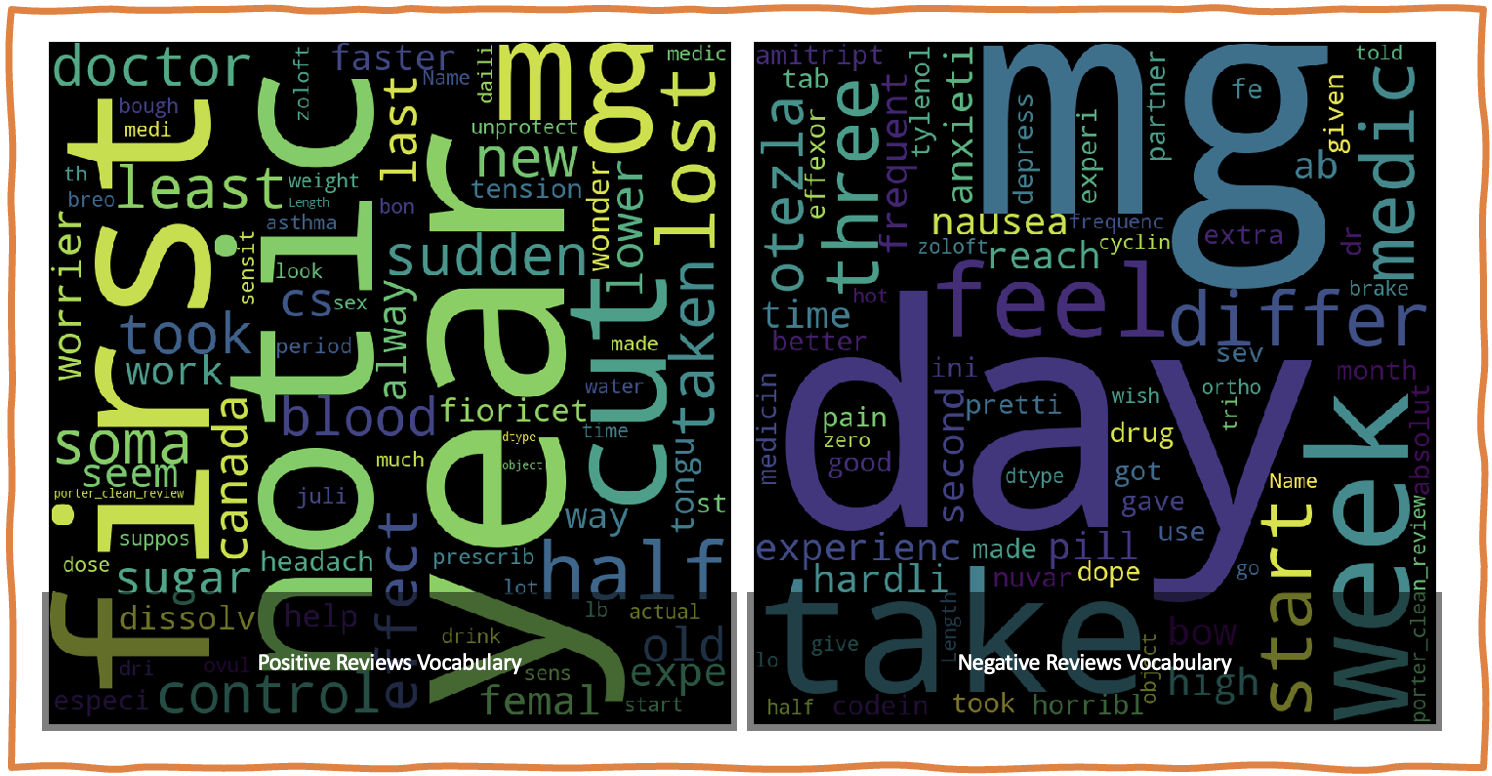 doctor
faster
Name
daili
mg
medic
zoloft
bough
medi
last
unprotect
lost
first
notic
year
new
th
least
weight
tension
wonder
lower
breo
Length
bon
asthma
worrier
sensit
look
sudden
cs
sex
alway
cut
taken
took
period
made
work
blood
water
canada
fioricet
time
soma
dtype
seem
much
object
tongu
porter_clean_review
juli
st
way
suppos
effect
headach
prescrib
half
dose
sugar
lot
dissolv
help
lb
actual
drink
old
dri
ovul
Positive Reviews Vocabulary
sens
expe
especi
control
femal
start
amitript
mg
told
tab
three
frequent
tylenol
anxieti
depress
experi
partner
fe
given
medic
otezla
effexor
ab
nausea
frequenc
zoloft
cyclin
extra
dr
reach
hot
feel
brake
time
differ
better
day
sev
ini
month
medicin
second
pretti
wish
ortho
tri
pain
drug
absolut
zero
good
dtype
got
week
gave
Name
use
start
experienc
made
pill
hardli
nuvar
dope
go
porter_clean_review
take
Length
give
bow
lo
object
Negative Reviews Vocabulary
high
half
codein
took
horribl